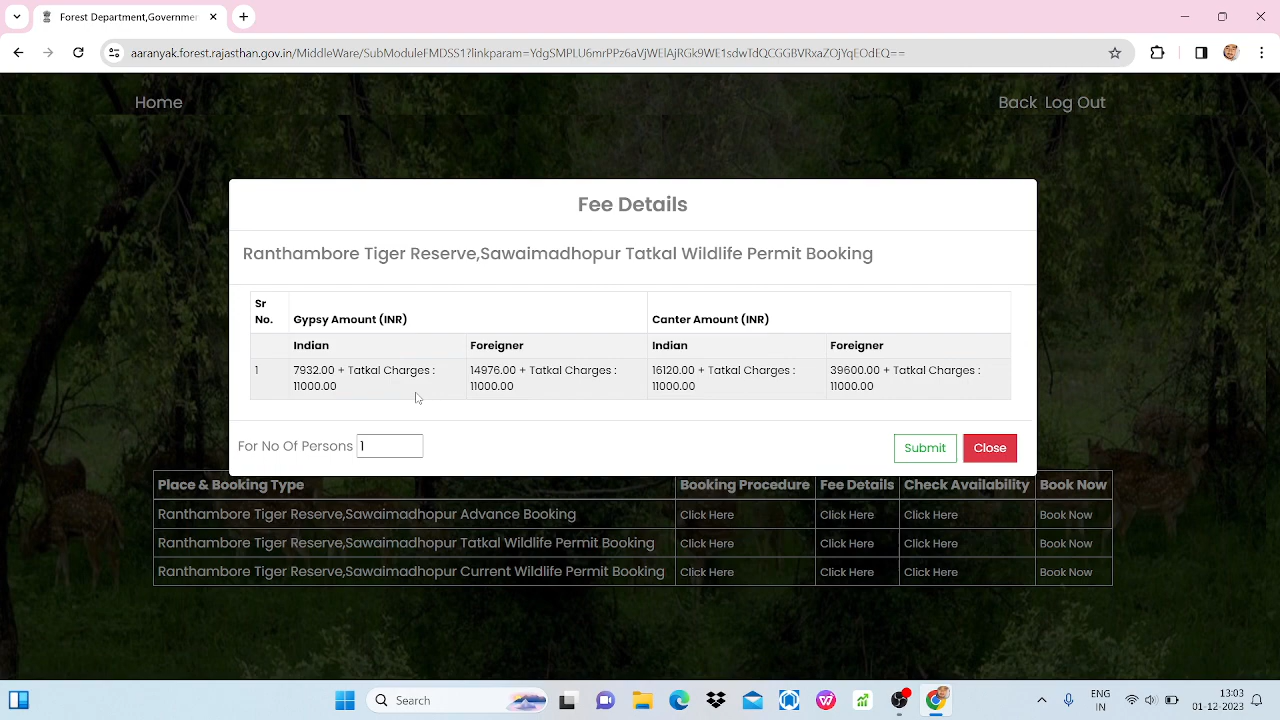 Forest Department,Governmer
aaranyak.forest.rajasthan.gov.in/MiddleWare/SubModuleFMDSS1?linkparam=
Home
Back Log Out
Fee Details
Ranthambore Tiger Reserve,Sawaimadhopur Tatkal Wildlife Permit Booking
Sr No. Gypsy Amount (INR) Canter Amount (INR)
Indian Foreigner Indian Foreigner
1 7932.00 + Tatkal Charges : 14976.00 + Tatkal Charges : 16120.00 + Tatkal Charges : 39600.00 + Tatkal Charges :
11000.00 11000.00 11000.00 11000.00
For No Of Persons 1 Submit Close
Place & Booking Type Booking Procedure Fee Details Check Availability Book Now
Ranthambore Tiger Reserve,Sawaimadhopur Advance Booking Click Here Click Here Click Here Book Now
Ranthambore Tiger Reserve,Sawaimadhopur Tatkal Wildlife Permit Booking Click Here Click Here Click Here Book Now
Ranthambore Tiger Reserve,Sawaimadhopur Current Wildlife Permit Booking Click Here Click Here Click Here Book Now
Search
ENG 13:03
IN 01-12-2023